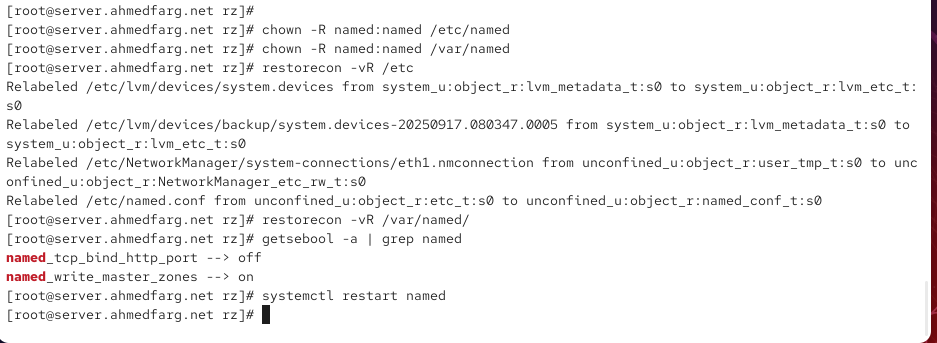 [root@server.ahmedfarg.net rz]#
[root@server.ahmedfarg.net rz]# chown -R named:named /etc/named
[root@server.ahmedfarg.net rz]# chown -R named:named /var/named
[root@server.ahmedfarg.net rz]# restorecon -vR /etc
Relabeled /etc/lvm/devices/system.devices from system_u:object_r:lvm_metadata_t:s0 to system_u:object_r:lvm_etc_t:
s0
Relabeled /etc/lvm/devices/backup/system.devices-20250917.080347.0005 from system_u:object_r:lvm_metadata_t:s0 to
system_u:object_r:lvm_etc_t:s0
Relabeled /etc/NetworkManager/system-connections/eth1.nmconnection from unconfined_u:object_r:user_tmp_t:s0 to unc
onfined_u:object_r:NetworkManager_etc_rw_t:s0
Relabeled /etc/named.conf from unconfined_u:object_r:etc_t:s0 to unconfined_u:object_r:named_conf_t:s0
[root@server.ahmedfarg.net rz]# restorecon -vR /var/named/
[root@server.ahmedfarg.net rz]# getsebool -a | grep named
named_tcp_bind_http_port --> off
named_write_master_zones --> on
[root@server.ahmedfarg.net rz]# systemctl restart named
[root@server.ahmedfarg.net rz]#